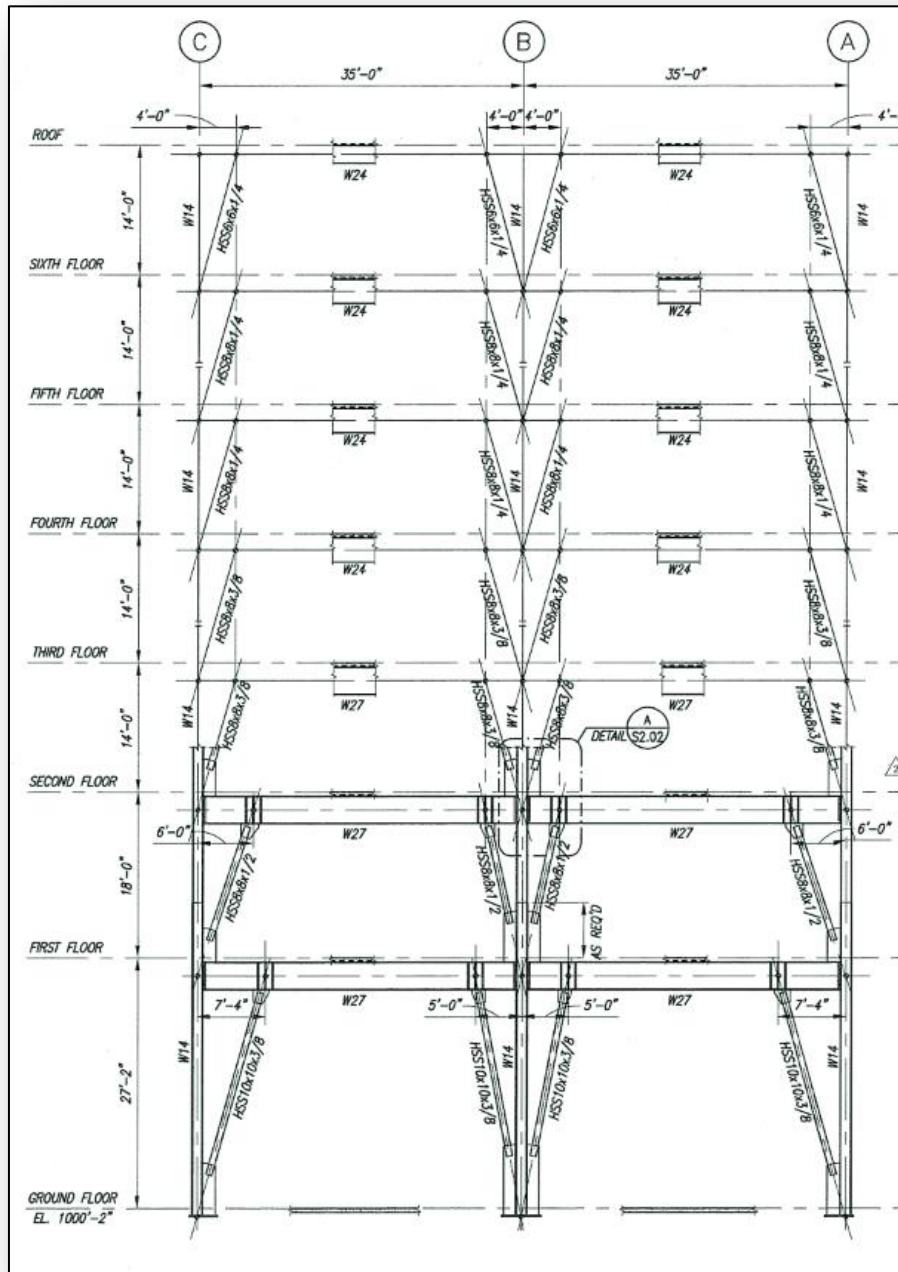 C
B
A
35'-0"
35'-0"
4'-0"
4'-0"
4'-0"
4'-
ROOF
W24
W24
14'-0"
W14
HSS6x6x1/4
HSS6x6x1/4
W14
HSS6x6x1/4
HSS6x6x1/4
W14
SIXTH FLOOR
W24
W24
14'-0"
HSS8x8x1/4
HSS8x8x1/4
HSS8x8x1/4
HSS8x8x1/4
FIFTH FLOOR
W24
W24
14'-0"
W14
HSS8x8x1/4
HSS8x8x1/4
W14
HSS8x8x1/4
HSS8x8x1/4
W14
FOURTH FLOOR
W24
W24
14'-0"
HSS8x8x3/8
HSS8x8x3/8
HSS8x8x3/8
HSS8x8x3/8
THIRD FLOOR
W27
W27
14'-0"
W14
HSS8x8x3/8
HSS8x8x3/8
W14
HSS8x8x3/8
HSS8x8x3/8
W14
A
DETAIL S2.02
2
SECOND FLOOR
6'-0"
W27
W27
6'-0"
18'-0"
HSS8x8x1/2
HSS8x8x1/2
HSS8x8x1/2
HSS8x8x1/2
AS REQ'D
FIRST FLOOR
W27
W27
7'-4"
5'-0"
5'-0"
7'-4"
27'-2"
W14
HSS10x10x3/8
HSS10x10x3/8
W14
HSS10x10x3/8
HSS10x10x3/8
W14
GROUND FLOOR
EL. 1000'-2"